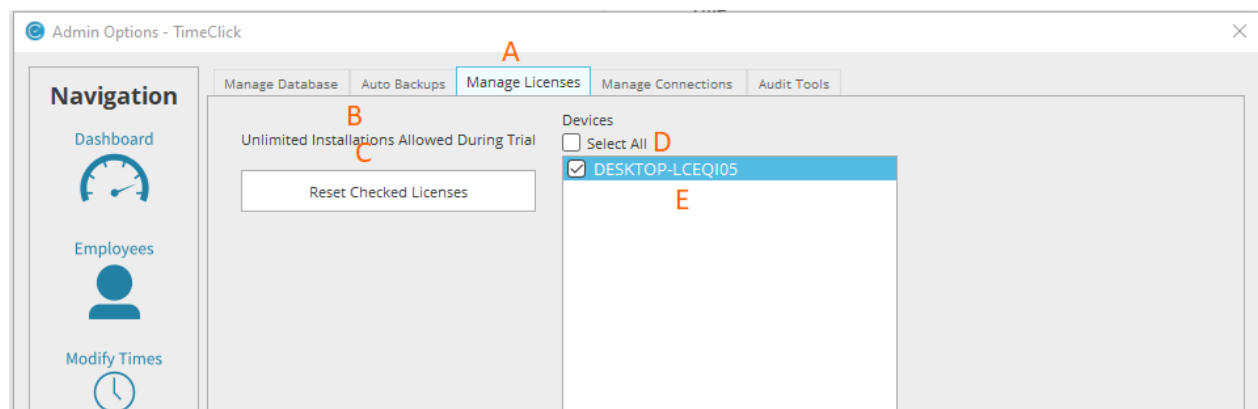 Admin Options - TimeClick
A
Manage Database Auto Backups Manage Licenses Manage Connections Audit Tools
Navigation
Dashboard
Employees
Modify Times
B
Unlimited Installations Allowed During Trial
C
Reset Checked Licenses
Devices
Select All D
DESKTOP-LCEQI05
E